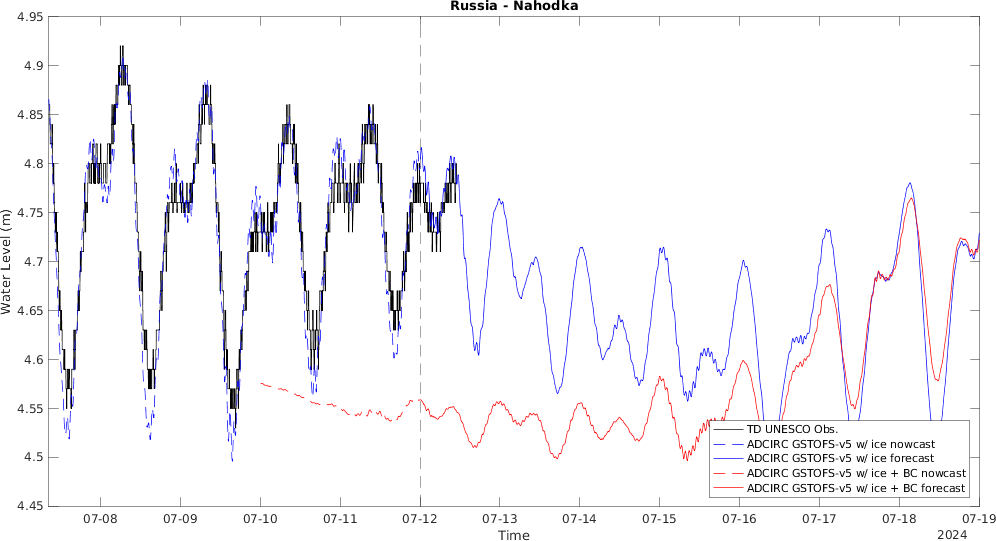 Russia - Nahodka
4.95
4.9
4.85
4.8
4.75
4.7
4.65
4.6
4.55
4.5
4.45
Water Level (m)
TD UNESCO Obs.
ADCIRC GSTOFS-v5 w/ ice nowcast
ADCIRC GSTOFS-v5 w/ ice forecast
ADCIRC GSTOFS-v5 w/ ice + BC nowcast
ADCIRC GSTOFS-v5 w/ ice + BC forecast
07-08 07-09 07-10 07-11 07-12 07-13 07-14 07-15 07-16 07-17 07-18 07-19
Time
2024